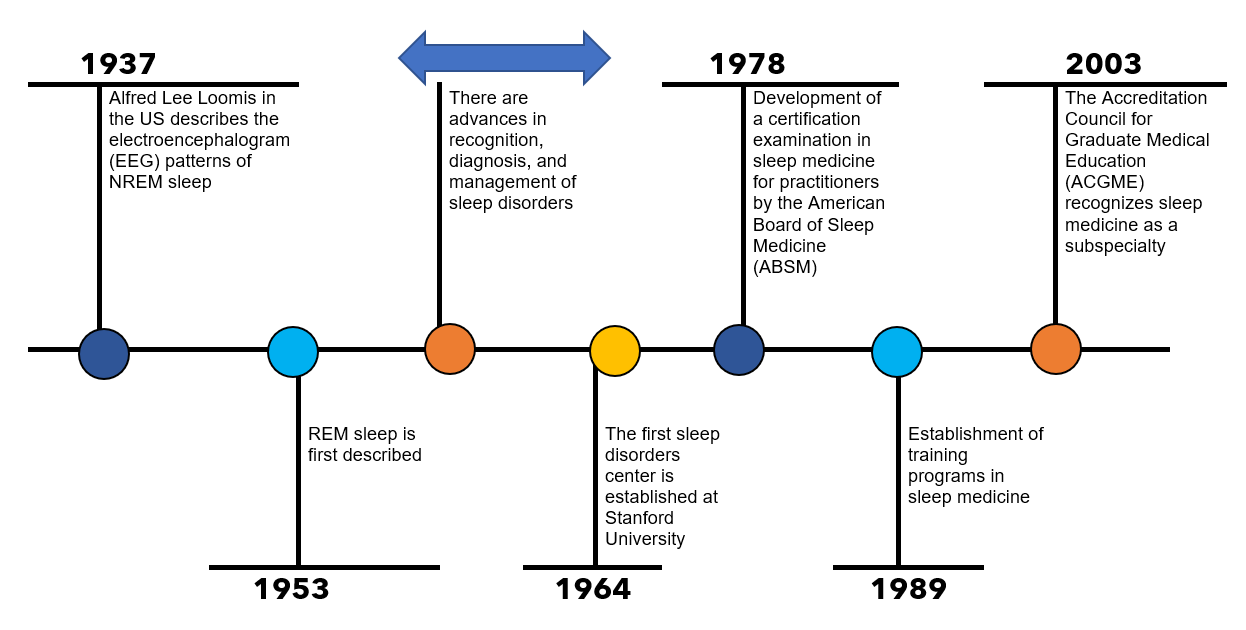 1937
Alfred Lee Loomis in
the US describes the
electroencephalogram
(EEG) patterns of
NREM sleep
REM sleep is
first described
1953
There are
advances in
recognition,
diagnosis, and
management of
sleep disorders
The first sleep
disorders
center is
established at
Stanford
University
1964
1978
Development of
a certification
examination in
sleep medicine
for practitioners
by the American
Board of Sleep
Medicine
(ABSM)
Establishment of
training
programs in
sleep medicine
1989
2003
The Accreditation
Council for
Graduate Medical
Education
(ACGME)
recognizes sleep
medicine as a
subspecialty